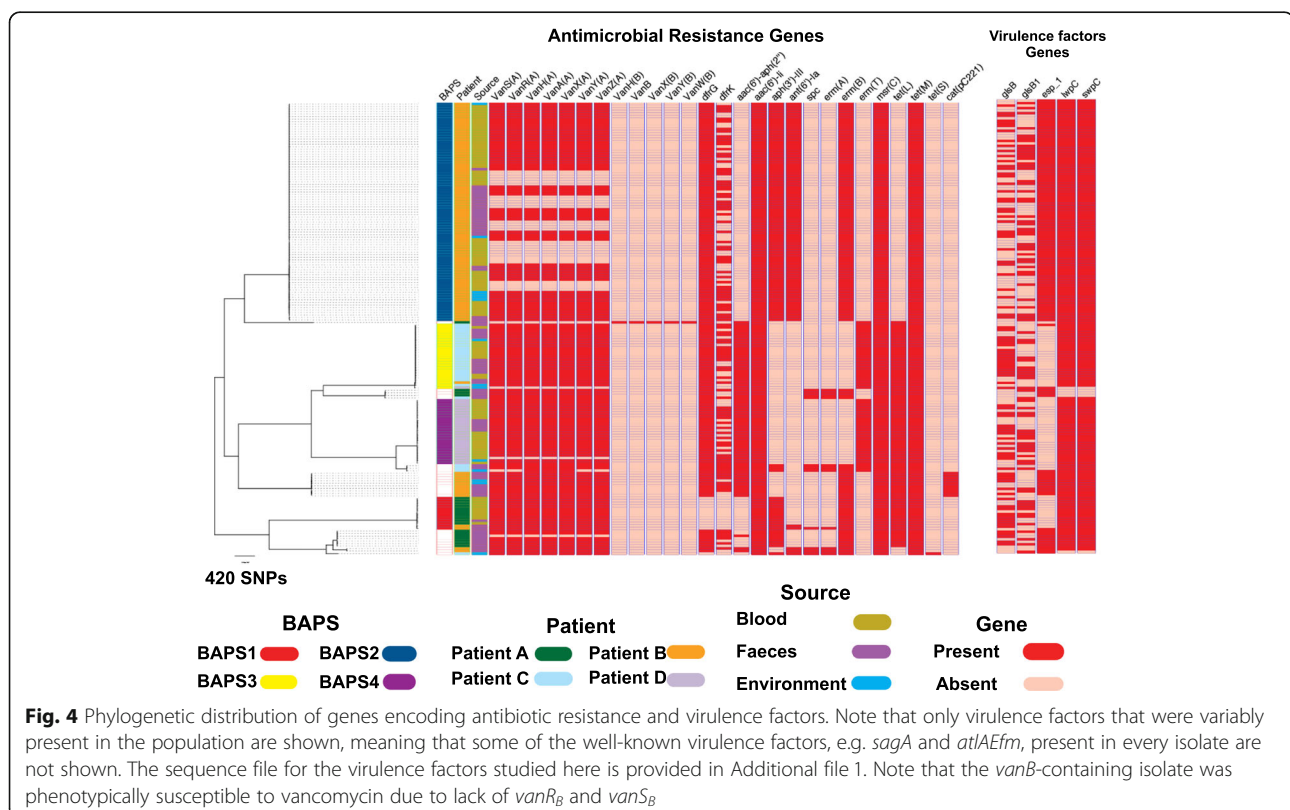 Antimicrobial Resistance Genes
Virulence factors
Genes
BAPS
Patient
Source
VanS(A)
VanR(A)
VanH(A)
VanA(A)
VanX(A)
VanY(A)
VanZ(A)
VanH(B)
VanB
VanX(B)
VanY(B)
VanW(B)
dfrG
dfrK
aac(6')-aph(2")
aac(6')-Ii
aph(3')-III
ant(6')-Ia
spc
erm(A)
erm(B)
erm(T)
msr(C)
tet(L)
tet(M)
tet(S)
cat(pC221)
glsB
glsB1
esp_1
lwpC
swpC
420 SNPs
BAPS
BAPS1 BAPS2
BAPS3 BAPS4
Patient
Patient A Patient B
Patient C Patient D
Source
Blood
Faeces
Environment
Gene
Present
Absent
Fig. 4 Phylogenetic distribution of genes encoding antibiotic resistance and virulence factors. Note that only virulence factors that were variably
present in the population are shown, meaning that some of the well-known virulence factors, e.g. sagA and atlAEfm, present in every isolate are
not shown. The sequence file for the virulence factors studied here is provided in Additional file 1. Note that the vanB-containing isolate was
phenotypically susceptible to vancomycin due to lack of vanR_B and vanS_B